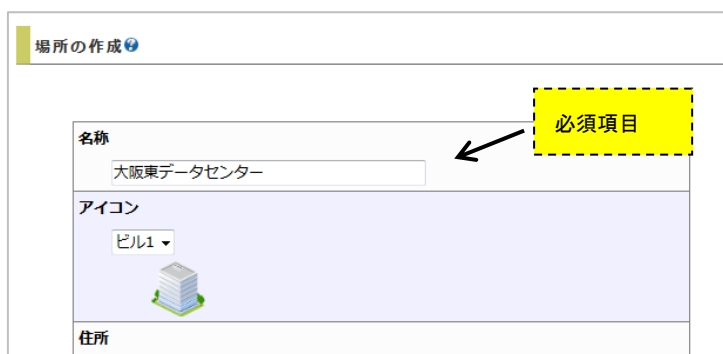 場所の作成
必須項目
名称
大阪東データセンター
アイコン
ビル1
住所